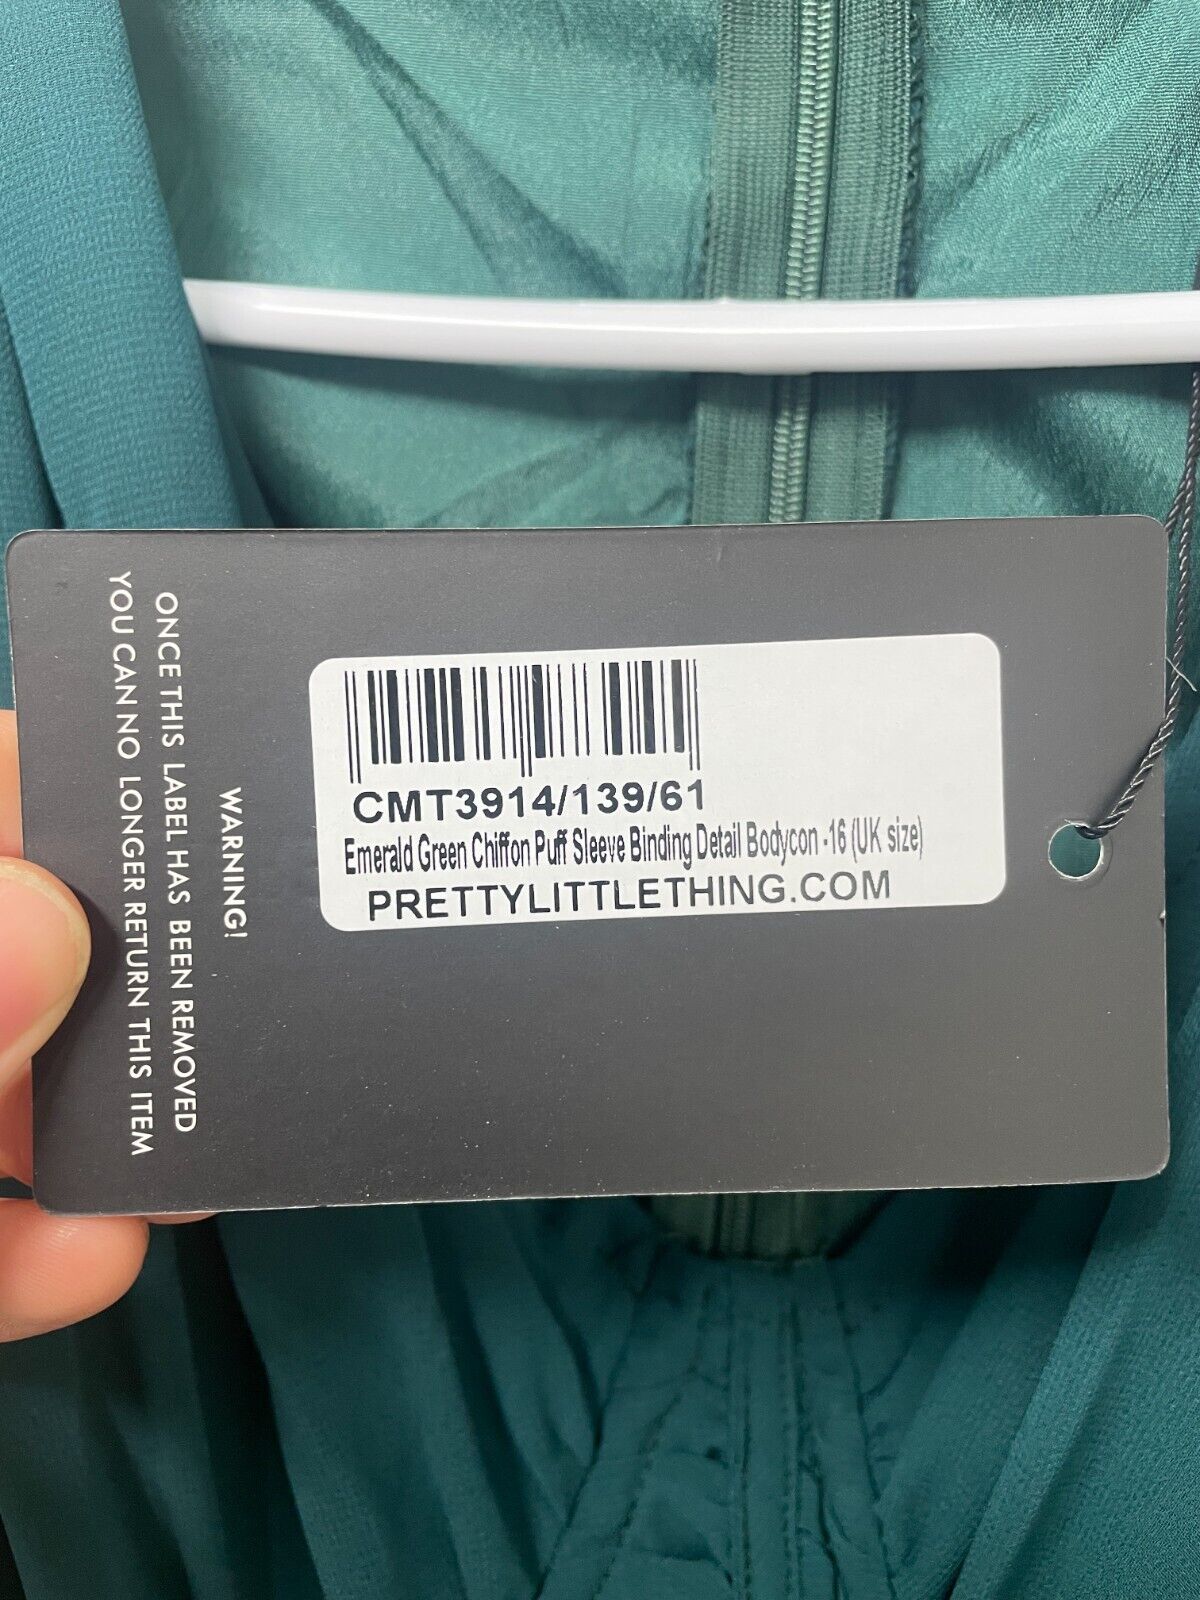 WARNING!
ONCE THIS LABEL HAS BEEN REMOVED
YOU CAN NO LONGER RETURN THIS ITEM
CMT3914/139/61
Emerald Green Chiffon Puff Sleeve Binding Detail Bodycon -16 (UK size)
PRETTYLITTLETHING.COM